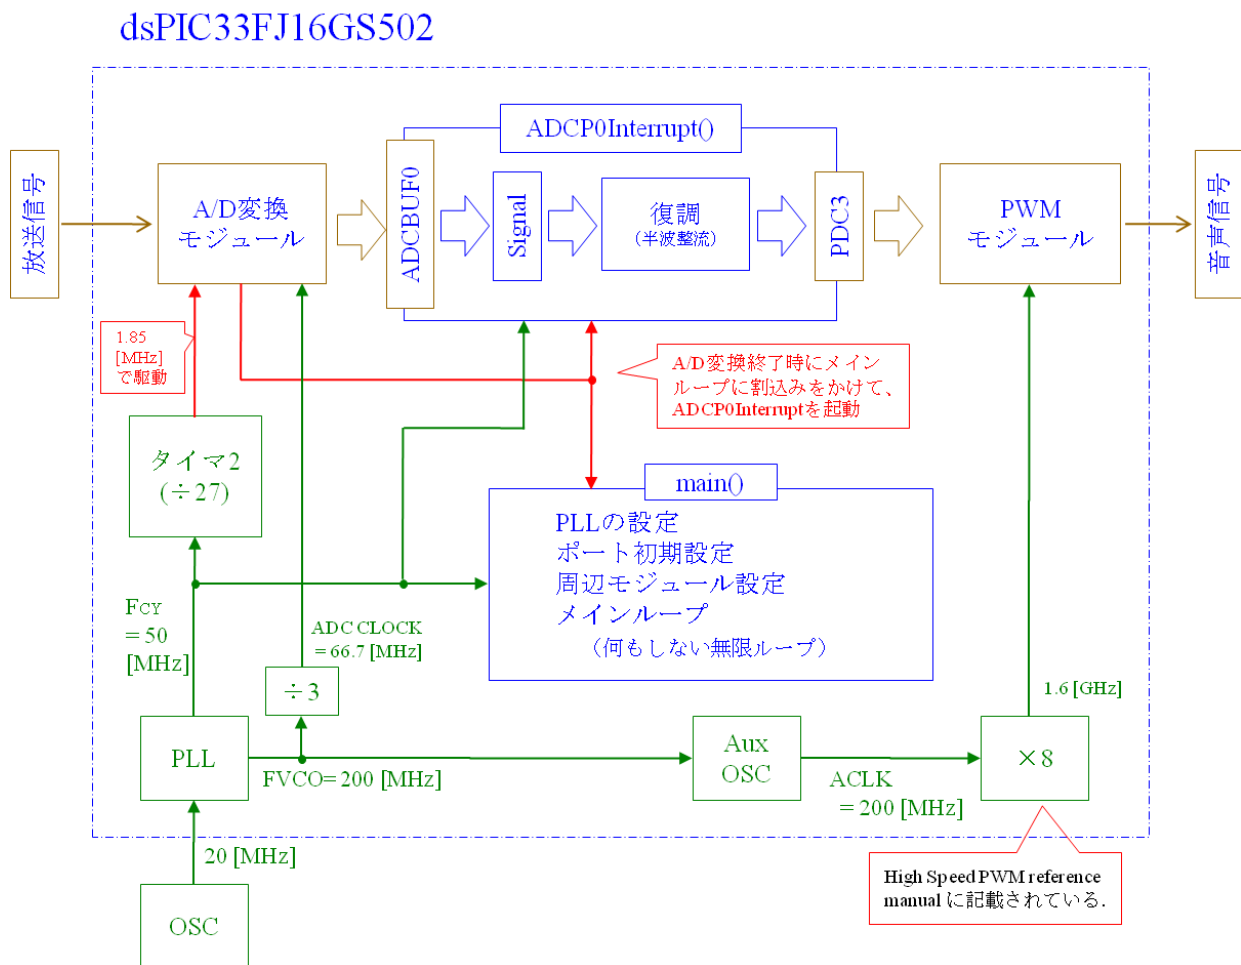 dsPIC33FJ16GS502
ADCP0Interrupt()
放送信号
A/D変換
モジュール
ADCBUF0
Signal
復調
(半波整流)
PDC3
PWM
モジュール
音声信号
1.85
[MHz]
で駆動
A/D変換終了時にメイン
ループに割込みをかけて、
ADCP0Interruptを起動
タイマ2
(÷27)
main()
PLLの設定
ポート初期設定
周辺モジュール設定
メインループ
(何もしない無限ループ)
FCY
= 50
[MHz]
ADC CLOCK
= 66.7 [MHz]
÷3
1.6 [GHz]
PLL
FVCO= 200 [MHz]
Aux
OSC
ACLK
= 200 [MHz]
×8
20 [MHz]
High Speed PWM reference
manual に記載されている.
OSC